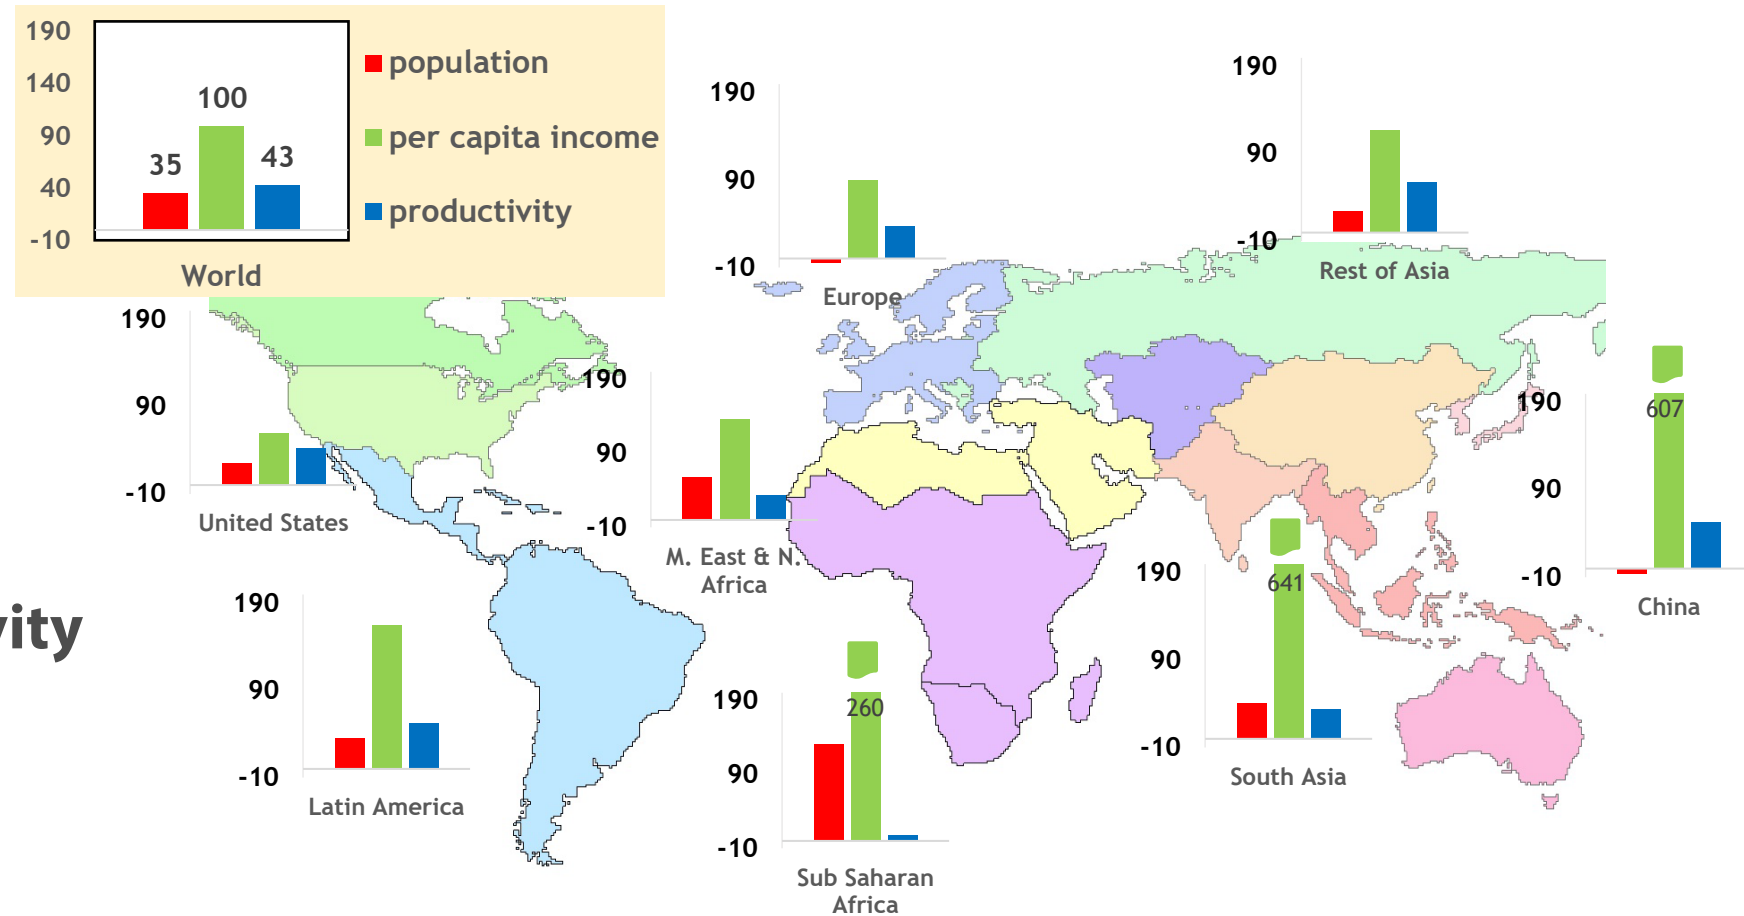 190
140
90
40
-10
35
100
43
World
population
per capita income
productivity
190
90
-10
Europe
190
90
-10
Rest of Asia
190
90
-10
United States
190
90
-10
M. East & N.
Africa
190
90
-10
607
China
190
90
-10
Latin America
190
90
-10
260
Sub Saharan
Africa
190
90
-10
641
South Asia